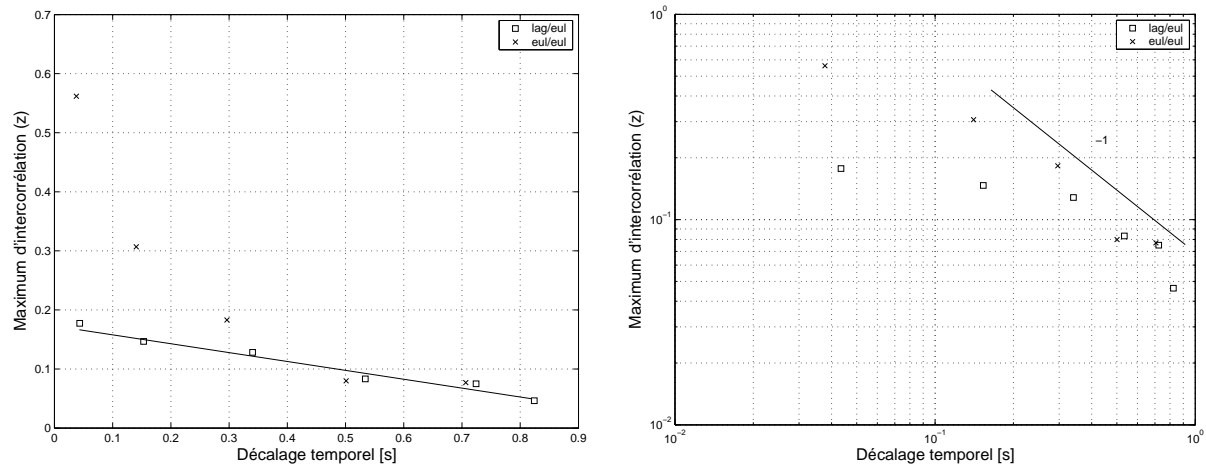 0.7
0.6
0.5
0.4
0.3
0.2
0.1
0
0 0.1 0.2 0.3 0.4 0.5 0.6 0.7 0.8 0.9
Décalage temporel [s]
Maximum d'intercorrélation (z)
lag/eul
eul/eul
10^0
10^−1
10^−2
10^−2 10^−1 10^0
Décalage temporel [s]
Maximum d'intercorrélation (z)
lag/eul
eul/eul
−1